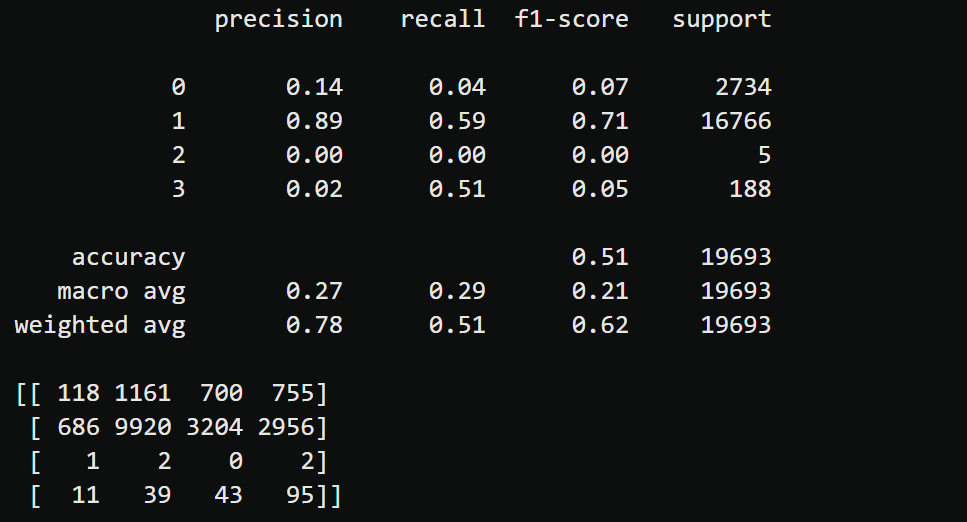 precision recall f1-score support
0 0.14 0.04 0.07 2734
1 0.89 0.59 0.71 16766
2 0.00 0.00 0.00 5
3 0.02 0.51 0.05 188
accuracy 0.51 19693
macro avg 0.27 0.29 0.21 19693
weighted avg 0.78 0.51 0.62 19693
[[ 118 1161 700 755]
[ 686 9920 3204 2956]
[ 1 2 0 2]
[ 11 39 43 95]]